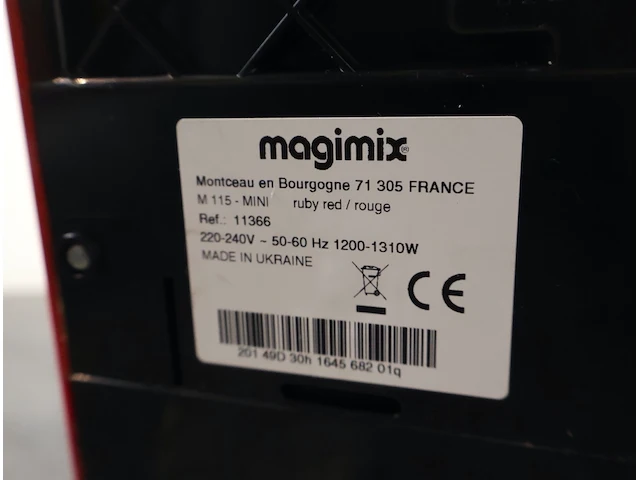 magimix®
Montceau en Bourgogne 71 305 FRANCE
M 115 - MINI ruby red / rouge
Ref.: 11366
220-240V ~ 50-60 Hz 1200-1310W
MADE IN UKRAINE
CE
201 49D 30h 1645 682 01q